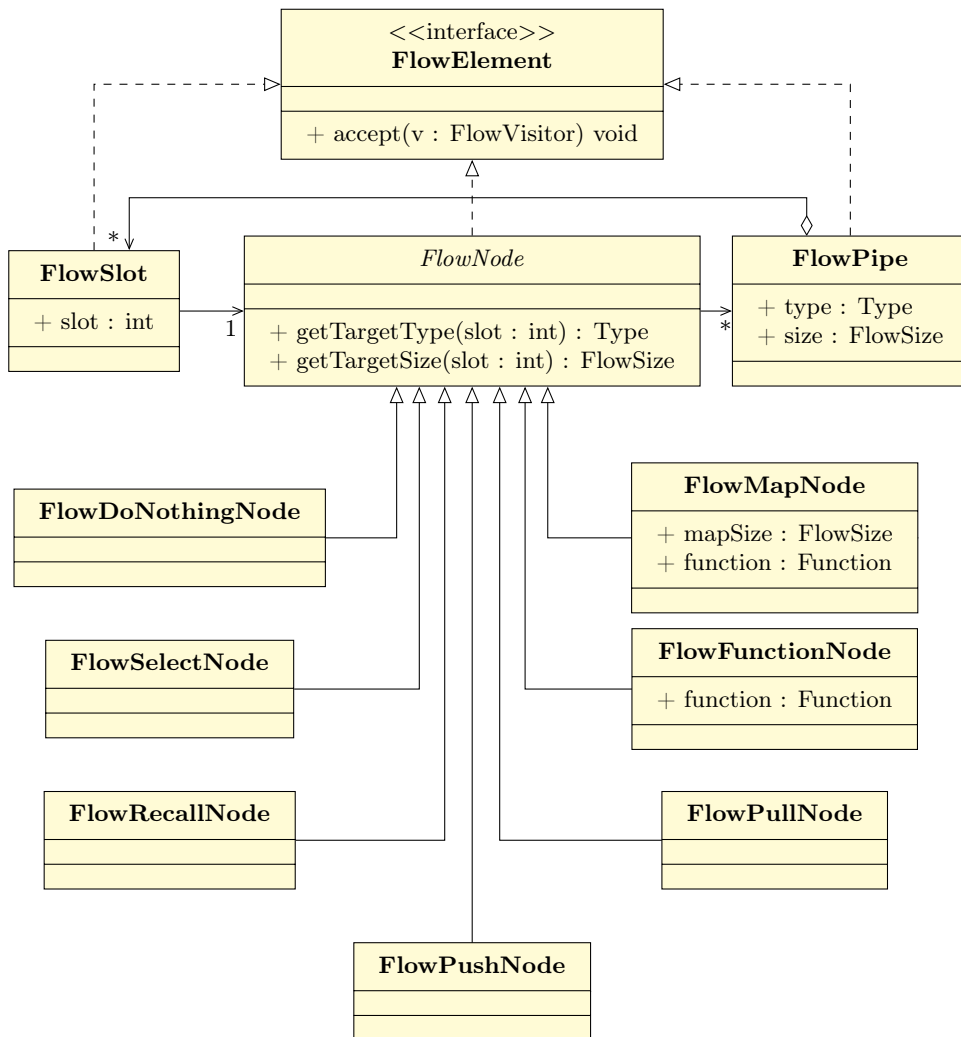 <<interface>>
FlowElement
+ accept(v : FlowVisitor) void
*
FlowSlot
+ slot : int
1
FlowNode
+ getTargetType(slot : int) : Type
+ getTargetSize(slot : int) : FlowSize
*
FlowPipe
+ type : Type
+ size : FlowSize
FlowDoNothingNode
FlowMapNode
+ mapSize : FlowSize
+ function : Function
FlowSelectNode
FlowFunctionNode
+ function : Function
FlowRecallNode
FlowPullNode
FlowPushNode